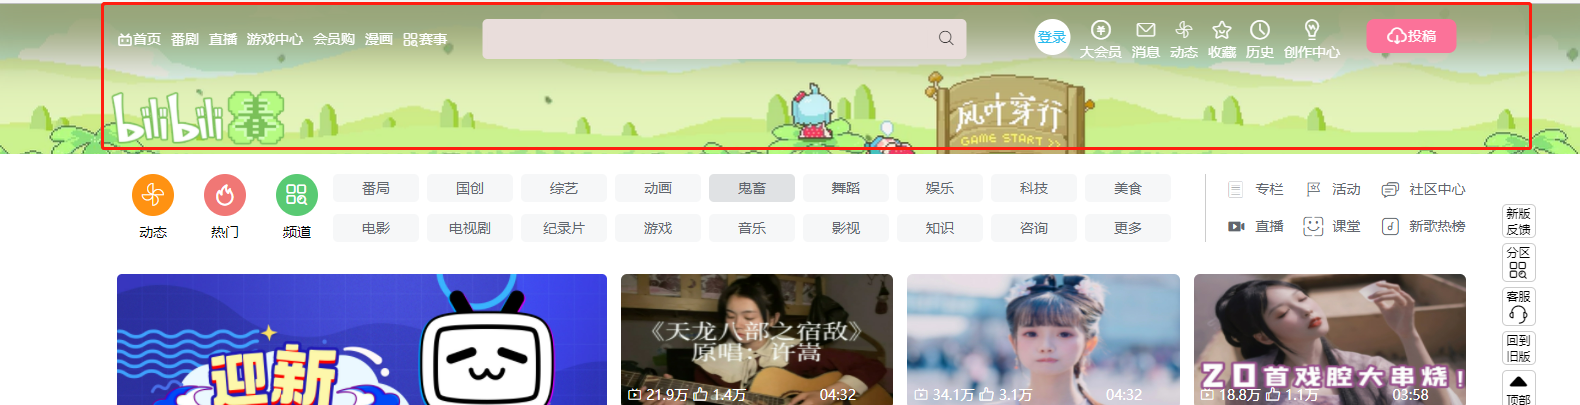 首页 番剧 直播 游戏中心 会员购 漫画 赛事
登录 大会员 消息 动态 收藏 历史 创作中心 投稿
bilibili 春
风叶穿行
GAME START >>
动态 热门 频道
番局 国创 综艺 动画 鬼畜 舞蹈 娱乐 科技 美食
电影 电视剧 纪录片 游戏 音乐 影视 知识 咨询 更多
专栏 活动 社区中心
直播 课堂 新歌热榜
新版
反馈
分区
客服
回到
旧版
顶部
迎新
《天龙八部之宿敌》
原唱：许嵩
21.9万 1.4万 04:32
34.1万 3.1万 04:32
20首戏腔大串烧！
18.8万 1.1万 03:58